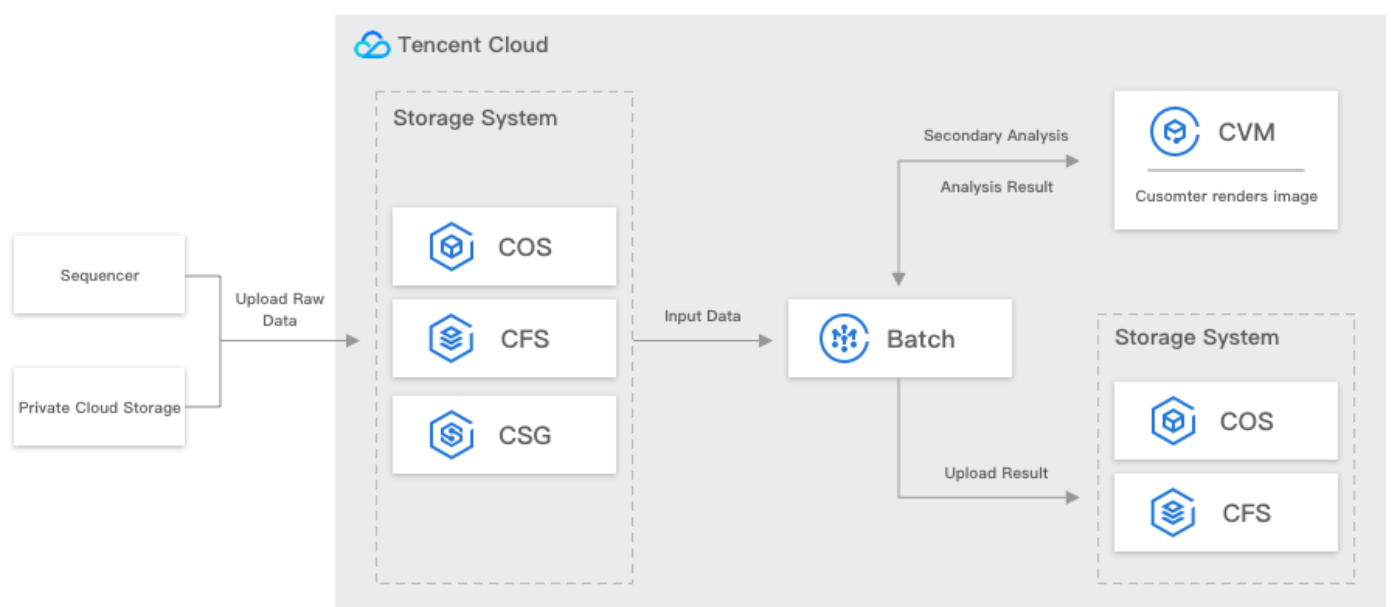 Tencent Cloud
Storage System
COS
CFS
CSG
Sequencer
Private Cloud Storage
Upload Raw
Data
Input Data
Batch
Secondary Analysis
Analysis Result
CVM
Cusomter renders image
Upload Result
Storage System
COS
CFS